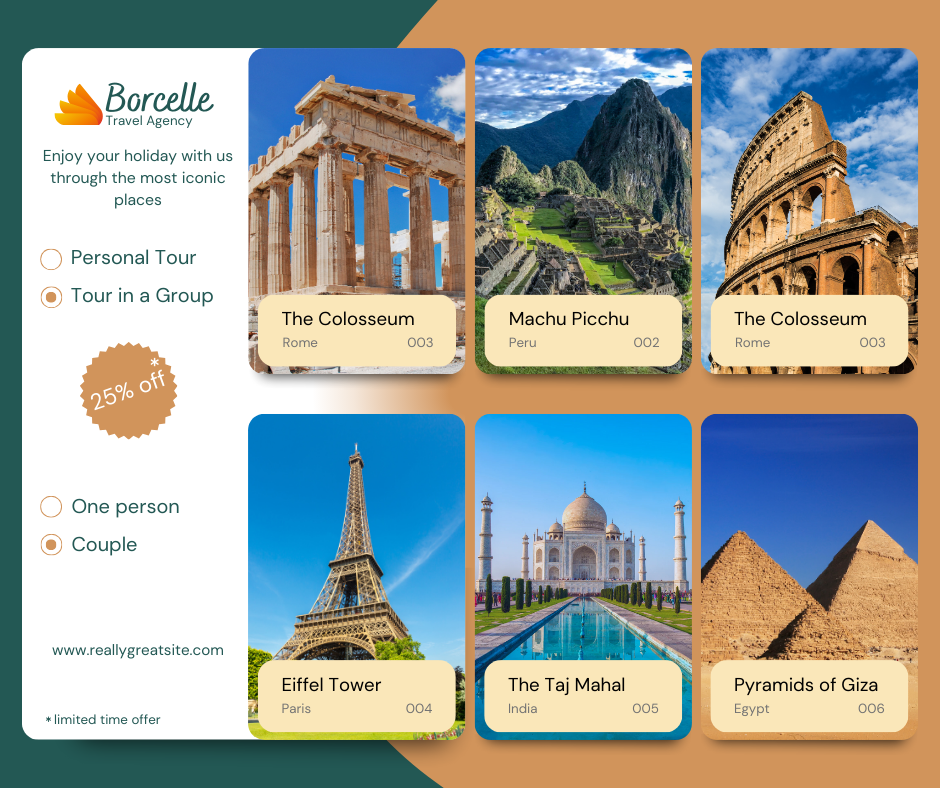 Borcelle
Travel Agency
Enjoy your holiday with us
through the most iconic
places
Personal Tour
Tour in a Group
25% off*
One person
Couple
www.reallygreatsite.com
*limited time offer
The Colosseum
Rome 003
Machu Picchu
Peru 002
The Colosseum
Rome 003
Eiffel Tower
Paris 004
The Taj Mahal
India 005
Pyramids of Giza
Egypt 006